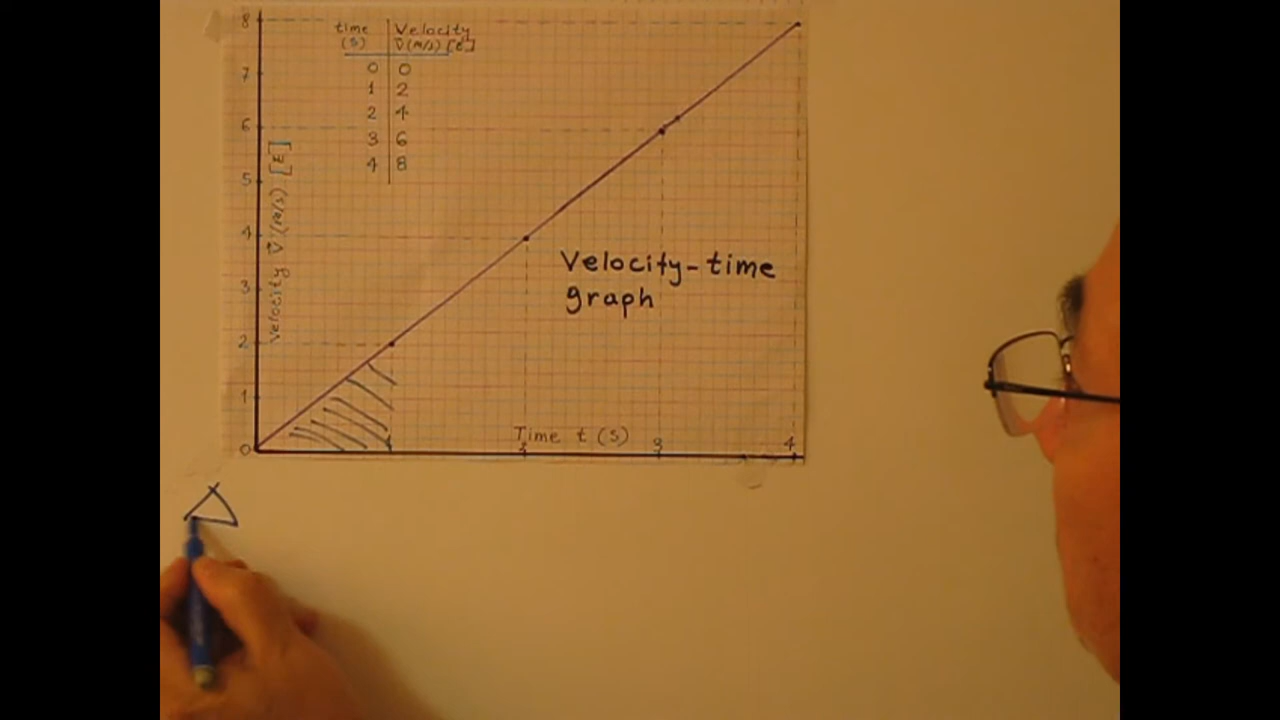 8
7
6
5
4
3
2
1
0
Velocity V⃗ (m/s) [E]
time Velocity
(s) V⃗(m/s) [E]
0 0
1 2
2 4
3 6
4 8
Velocity-time
graph
Time t (s)
3 4
Δ